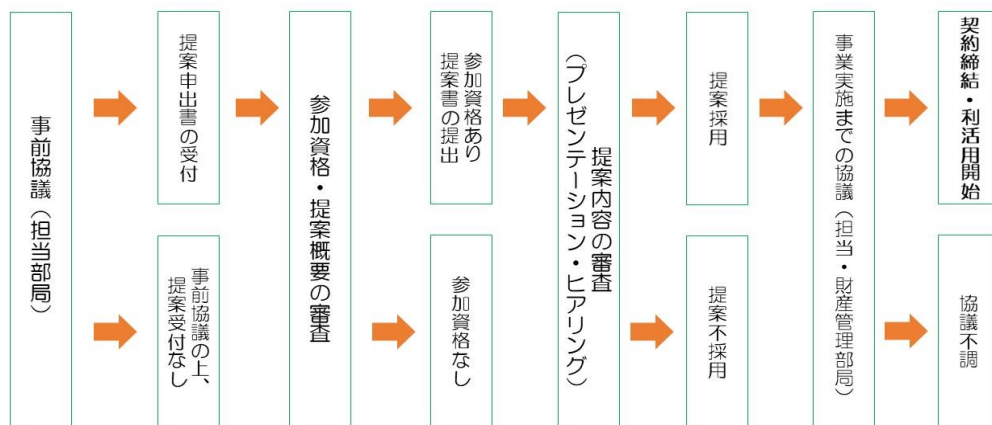 事前協議（担当部局）
提案申出書の受付
事前協議の上、
提案受付なし
参加資格・提案概要の審査
参加資格あり
提案書の提出
参加資格なし
提案内容の審査
（プレゼンテーション・ヒアリング）
提案採用
提案不採用
事業実施までの協議（担当・財産管理部局）
契約締結・利活用開始
協議不調